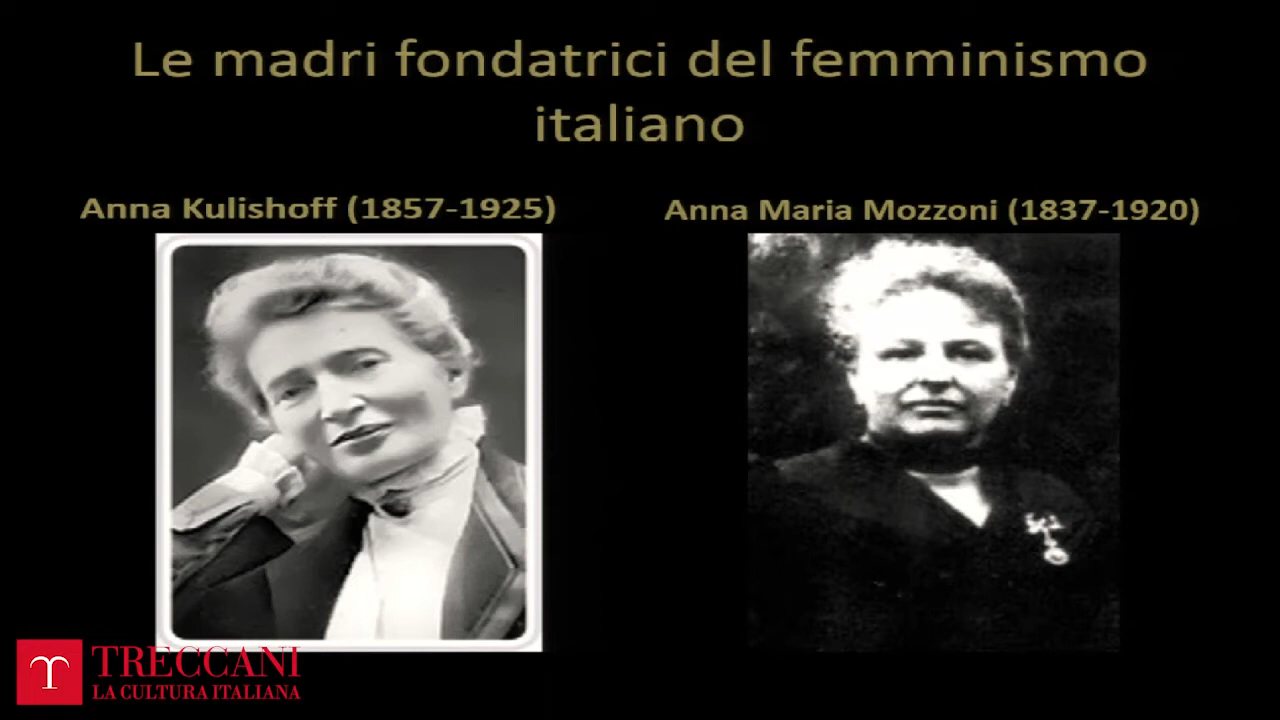 Le madri fondatrici del femminismo
italiano
Anna Kulishoff (1857-1925)
Anna Maria Mozzoni (1837-1920)
TRECCANI
LA CULTURA ITALIANA